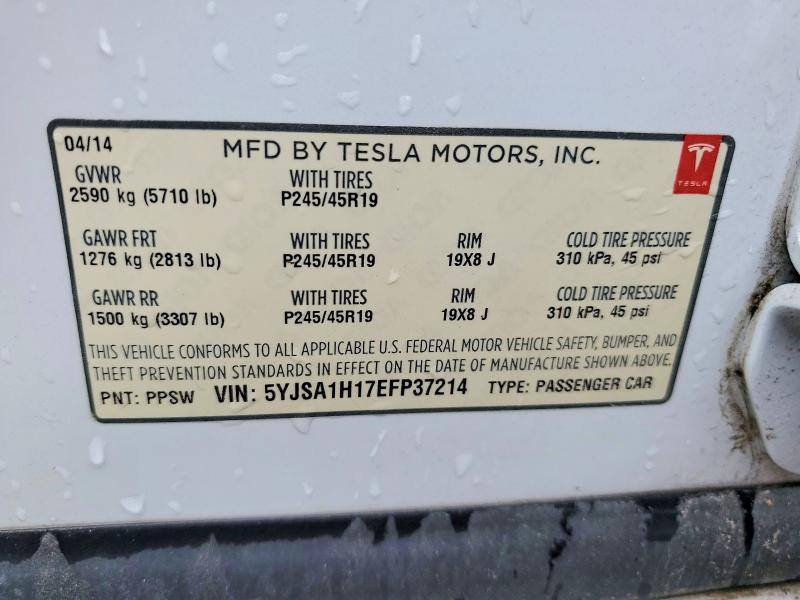 04/14 MFD BY TESLA MOTORS, INC.
TESLA
GVWR WITH TIRES
2590 kg (5710 lb) P245/45R19
GAWR FRT WITH TIRES RIM COLD TIRE PRESSURE
1276 kg (2813 lb) P245/45R19 19X8 J 310 kPa, 45 psi
GAWR RR WITH TIRES RIM COLD TIRE PRESSURE
1500 kg (3307 lb) P245/45R19 19X8 J 310 kPa, 45 psi
THIS VEHICLE CONFORMS TO ALL APPLICABLE U.S. FEDERAL MOTOR VEHICLE SAFETY, BUMPER, AND
THEFT PREVENTION STANDARDS IN EFFECT ON THE DATE OF MANUFACTURE SHOWN ABOVE.
PNT: PPSW VIN: 5YJSA1H17EFP37214 TYPE: PASSENGER CAR